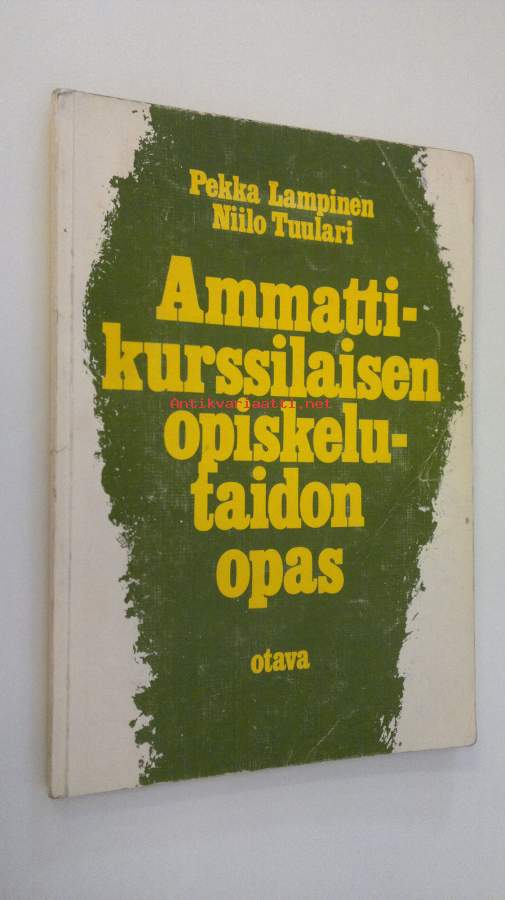 Pekka Lampinen
Niilo Tuulari
Ammatti-
kurssilaisen
Antikvariaatti.net
opiskelu-
taidon
opas
otava